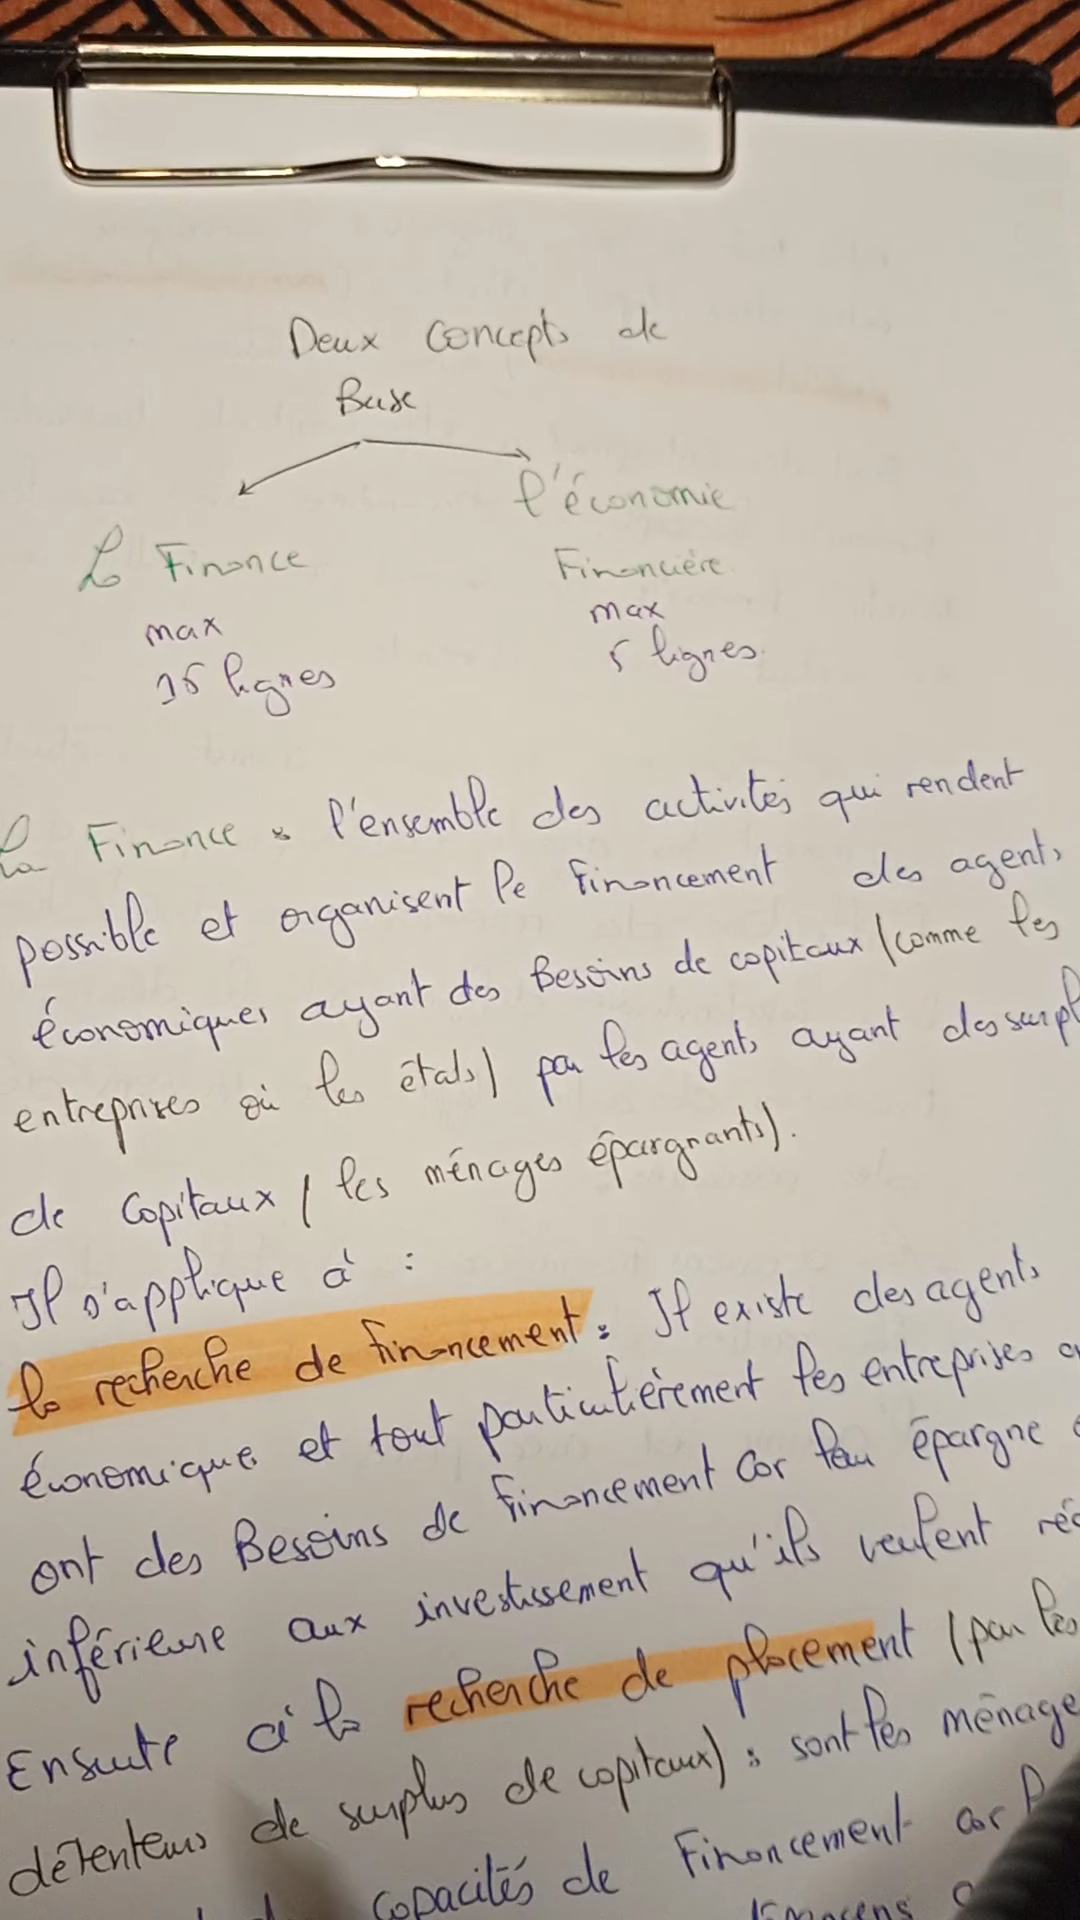 Deux concepts de
Base
La Finance
l'économie
Financière
max
15 lignes
max
5 lignes.
La Finance : l'ensemble des activités qui rendent
possible et organisent le financement des agents
économiques ayant des Besoins de capitaux (comme les
entreprises où les états) par les agents ayant des surpl
de Capitaux / les ménages épargnants).
Il s'applique à :
la recherche de financement : Il existe des agents
économique et tout particulièrement les entreprises
ont des Besoins de financement car leur épargne
inférieure aux investissement qu'ils veulent
Ensuite à la recherche de placement (par les
détenteurs de surplus de capitaux) : sont les ménage
capacités de Financement car